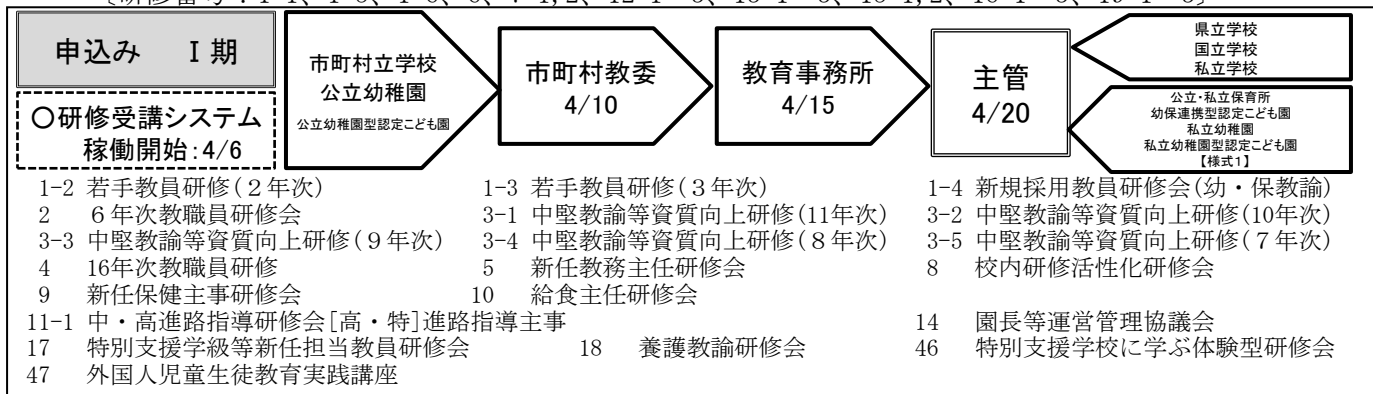 申込み Ⅰ期
〇研修受講システム
稼働開始:4/6
市町村立学校
公立幼稚園
公立幼稚園型認定こども園
市町村教委
4/10
教育事務所
4/15
主管
4/20
県立学校
国立学校
私立学校
公立・私立保育所
幼保連携型認定こども園
私立幼稚園
私立幼稚園型認定こども園
【様式1】
1-2 若手教員研修(2年次) 1-3 若手教員研修(3年次) 1-4 新規採用教員研修会(幼・保教諭)
2 6年次教職員研修会 3-1 中堅教諭等資質向上研修(11年次) 3-2 中堅教諭等資質向上研修(10年次)
3-3 中堅教諭等資質向上研修(9年次) 3-4 中堅教諭等資質向上研修(8年次) 3-5 中堅教諭等資質向上研修(7年次)
4 16年次教職員研修 5 新任教務主任研修会 8 校内研修活性化研修会
9 新任保健主事研修会 10 給食主任研修会
11-1 中・高進路指導研修会[高・特]進路指導主事 14 園長等運営管理協議会
17 特別支援学級等新任担当教員研修会 18 養護教諭研修会 46 特別支援学校に学ぶ体験型研修会
47 外国人児童生徒教育実践講座